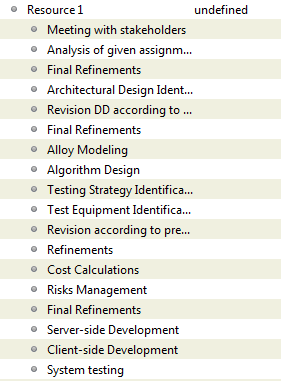 Resource 1 undefined
Meeting with stakeholders
Analysis of given assignm...
Final Refinements
Architectural Design Ident...
Revision DD according to ...
Final Refinements
Alloy Modeling
Algorithm Design
Testing Strategy Identifica...
Test Equipment Identifica...
Revision according to pre...
Refinements
Cost Calculations
Risks Management
Final Refinements
Server-side Development
Client-side Development
System testing